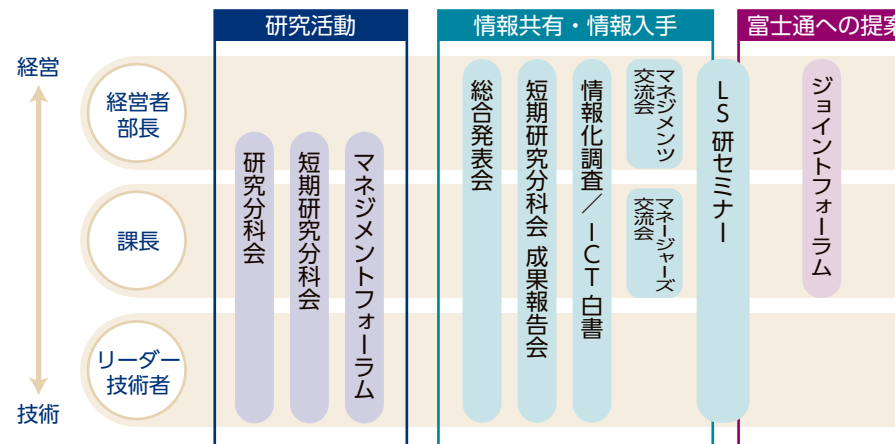 研究活動
情報共有・情報入手
富士通への提案
経営
技術
経営者
部長
課長
リーダー
技術者
研究分科会
短期研究分科会
マネジメントフォーラム
総合発表会
短期研究分科会 成果報告会
情報化調査／ICT白書
マネジメンツ
交流会
マネージャーズ
交流会
LS研セミナー
ジョイントフォーラム